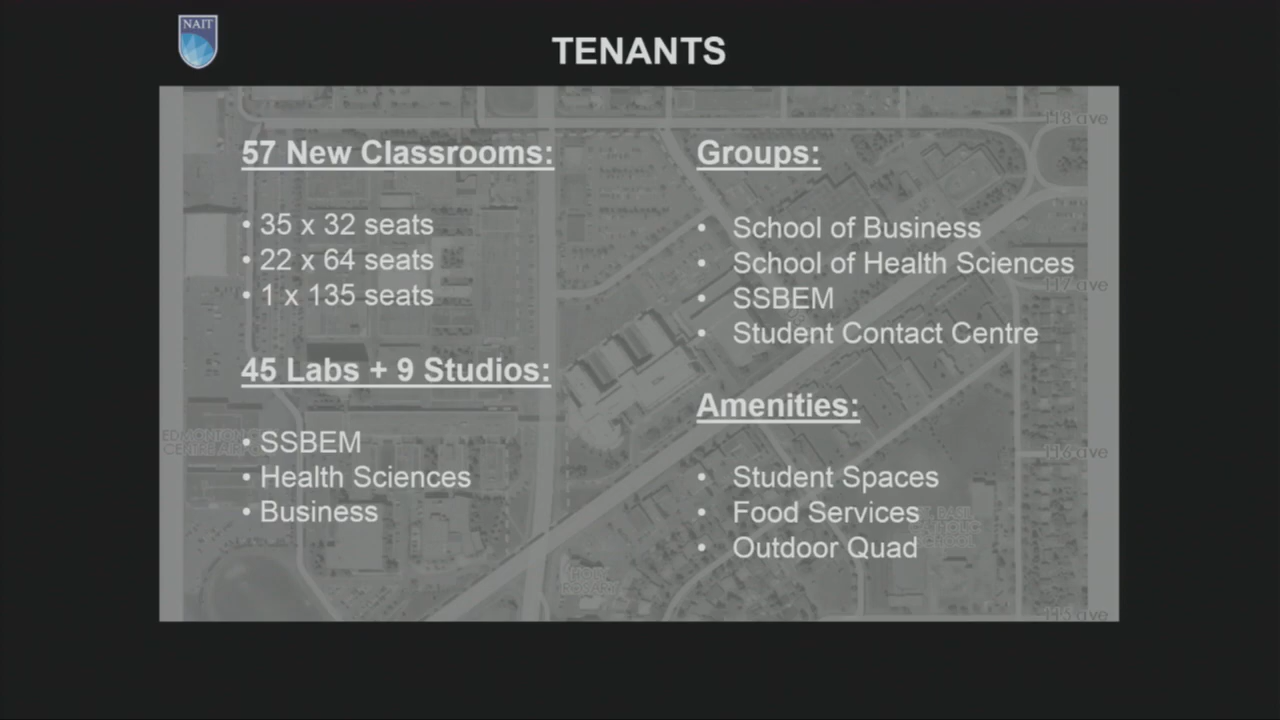 NAIT
TENANTS
57 New Classrooms:
• 35 x 32 seats
• 22 x 64 seats
• 1 x 135 seats
45 Labs + 9 Studios:
• SSBEM
• Health Sciences
• Business
Groups:
• School of Business
• School of Health Sciences
• SSBEM
• Student Contact Centre
Amenities:
• Student Spaces
• Food Services
• Outdoor Quad
118 ave
117 ave
116 ave
115 ave